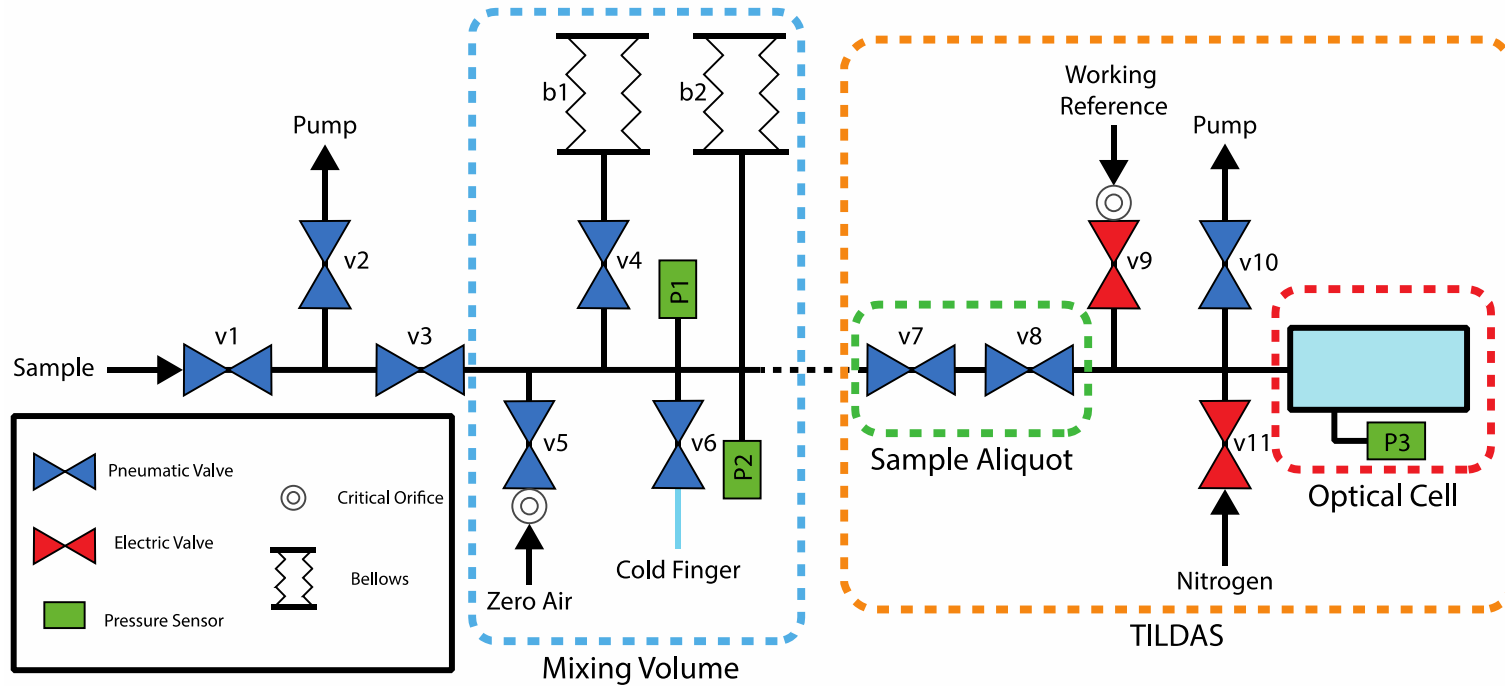 b1
b2
Working
Reference
Pump
Pump
v2
v4
P1
v9
v10
v1
v3
v7
v8
Sample
v5
v6
P2
v11
P3
Sample Aliquot
Optical Cell
Pneumatic Valve
Critical Orifice
Electric Valve
Bellows
Pressure Sensor
Cold Finger
Zero Air
Nitrogen
TILDAS
Mixing Volume